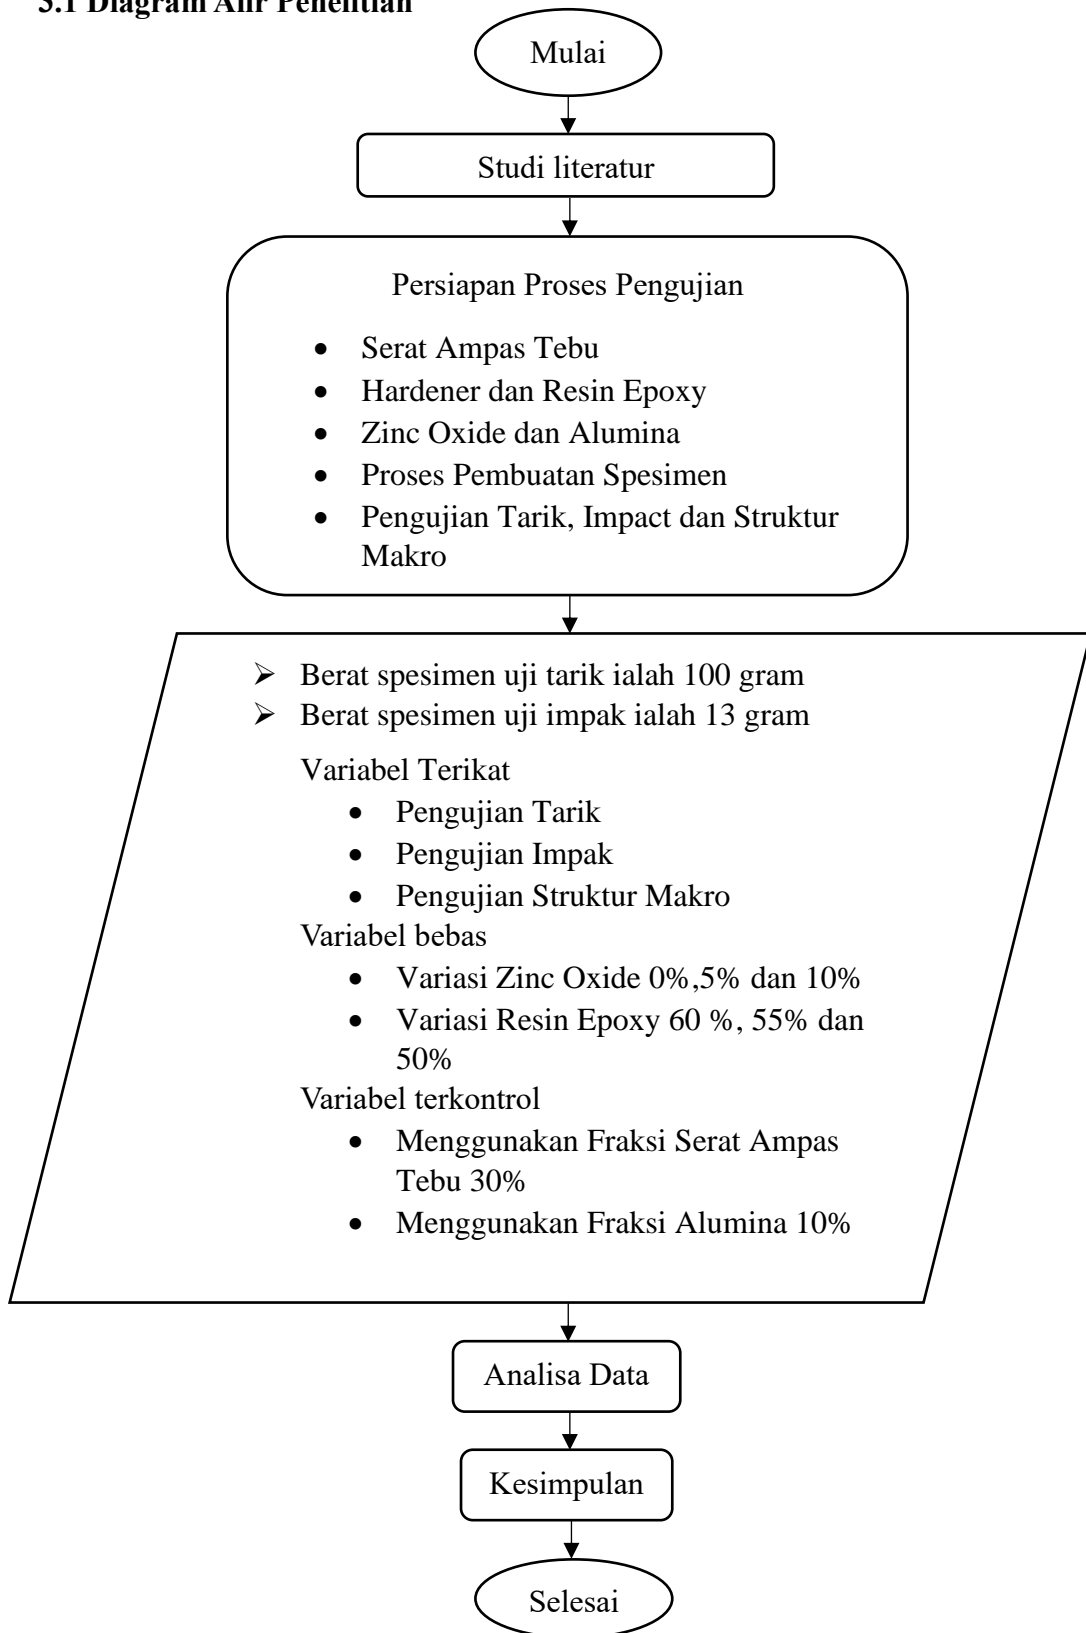 3.1 Diagram Alir Penelitian
Mulai
Studi literatur
Persiapan Proses Pengujian
• Serat Ampas Tebu
• Hardener dan Resin Epoxy
• Zinc Oxide dan Alumina
• Proses Pembuatan Spesimen
• Pengujian Tarik, Impact dan Struktur
Makro
➢ Berat spesimen uji tarik ialah 100 gram
➢ Berat spesimen uji impak ialah 13 gram
Variabel Terikat
• Pengujian Tarik
• Pengujian Impak
• Pengujian Struktur Makro
Variabel bebas
• Variasi Zinc Oxide 0%,5% dan 10%
• Variasi Resin Epoxy 60 %, 55% dan
50%
Variabel terkontrol
• Menggunakan Fraksi Serat Ampas
Tebu 30%
• Menggunakan Fraksi Alumina 10%
Analisa Data
Kesimpulan
Selesai